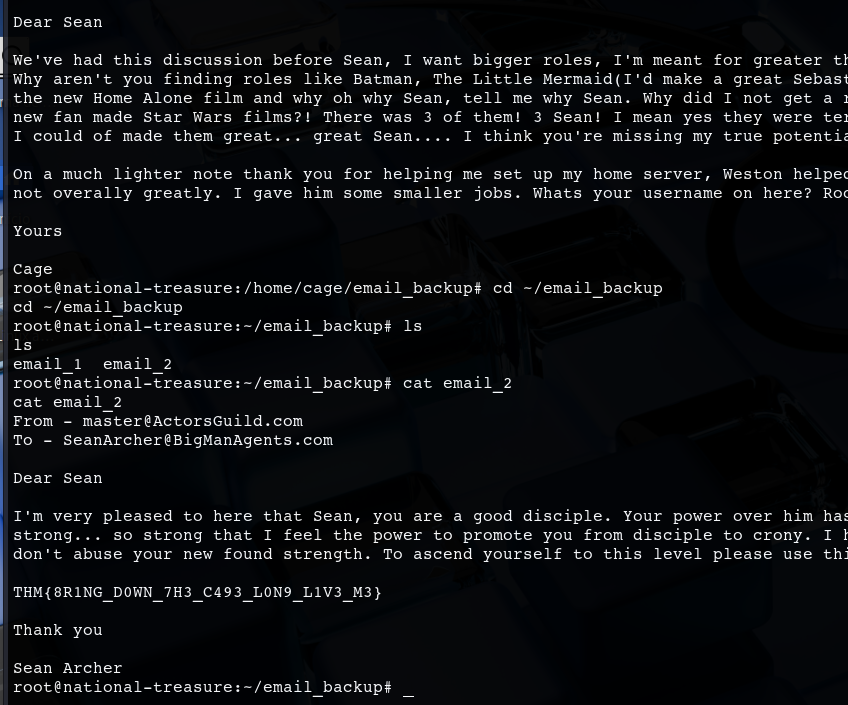 Dear Sean
We've had this discussion before Sean, I want bigger roles, I'm meant for greater
Why aren't you finding roles like Batman, The Little Mermaid(I'd make a great
the new Home Alone film and why oh why Sean, tell me why Sean. Why did I not get a
new fan made Star Wars films?! There was 3 of them! 3 Sean! I mean yes they were
I could of made them great... great Sean.... I think you're missing my true
On a much lighter note thank you for helping me set up my home server, Weston
not overally greatly. I gave him some smaller jobs. Whats your username on here?
Yours
Cage
root@national-treasure:/home/cage/email_backup# cd ~/email_backup
cd ~/email_backup
root@national-treasure:~/email_backup# ls
ls
email_1  email_2
root@national-treasure:~/email_backup# cat email_2
cat email_2
From - master@ActorsGuild.com
To - SeanArcher@BigManAgents.com
Dear Sean
I'm very pleased to here that Sean, you are a good disciple. Your power over him has
strong... so strong that I feel the power to promote you from disciple to crony. I
don't abuse your new found strength. To ascend yourself to this level please use
THM{8R1NG_D0WN_7H3_C493_L0N9_L1V3_M3}
Thank you
Sean Archer
root@national-treasure:~/email_backup# _